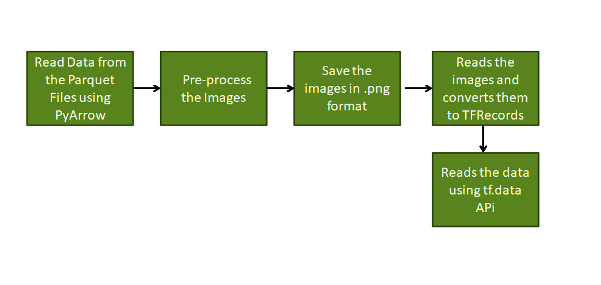 Read Data from
the Parquet
Files using
PyArrow
Pre-process
the Images
Save the
images in .png
format
Reads the
images and
converts them
to TFRecords
Reads the data
using tf.data
APi